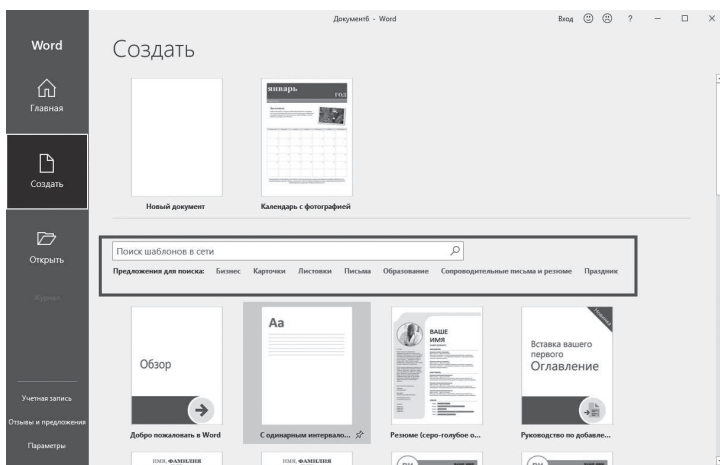 Документ6 - Word
Вход
?
Word
Создать
Главная
Создать
Открыть
Журнал
Учетная запись
Отзывы и предложения
Параметры
январь
ГОД
Новый документ
Календарь с фотографией
Поиск шаблонов в сети
Предложения для поиска: Бизнес Карточки Листовки Письма Образование Сопроводительные письма и резюме Праздник
Обзор
Добро пожаловать в Word
Aa
С одинарным интервало...
ВАШЕ
ИМЯ
Резюме (серо-голубое о...
Новинка
Вставка вашего
первого
Оглавление
Руководство по добавле...
ИМЯ, ФАМИЛИЯ
ИМЯ, ФАМИЛИЯ